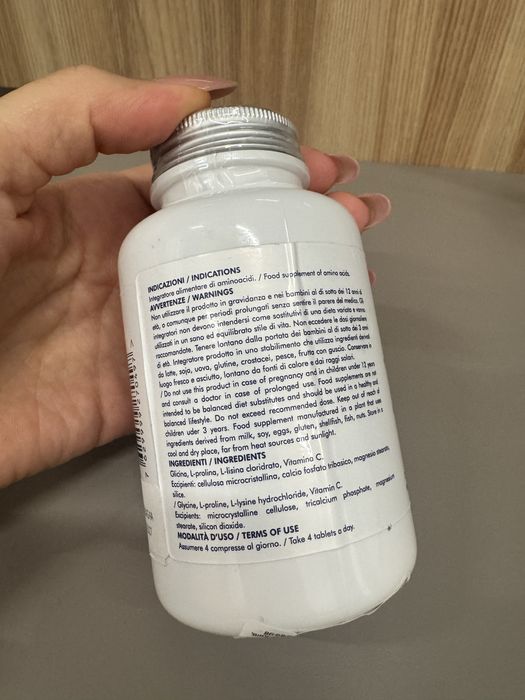 INDICAZIONI / INDICATIONS
Integratore alimentare di aminoacidi. / Food supplement of amino acids.
AVVERTENZE / WARNINGS
Non utilizzare il prodotto in gravidanza e nei bambini al di sotto dei 12 anni di
età, o comunque per periodi prolungati senza sentire il parere del medico. Gli
integratori non devono intendersi come sostitutivi di una dieta variata e vanno
utilizzati in un sano ed equilibrato stile di vita. Non eccedere le dosi giornaliere
raccomandate. Tenere lontano dalla portata dei bambini al di sotto dei 3 anni
di età. Integratore prodotto in uno stabilimento che utilizza ingredienti derivati
da latte, soja, uova, glutine, crostacei, pesce, frutta con guscio. Conservare in
luogo fresco e asciutto, lontano da fonti di calore e dai raggi solari.
/ Do not use this product in case of pregnancy and in children under 12 years
and consult a doctor in case of prolonged use. Food supplements are not
intended to be balanced diet substitutes and should be used in a healthy and
balanced lifestyle. Do not exceed recommended dose. Keep out of reach of
children uder 3 years. Food supplement manufactured in a plant that uses
ingredients derived from milk, soy, eggs, gluten, shellfish, fish, nuts. Store in a
cool and dry place, far from heat sources and sunlight.
INGREDIENTI / INGREDIENTS
Glicina, L-prolina, L-lisina cloridrato, Vitamina C.
Excipienti: cellulosa microcristallina, calcio fosfato tribasico, magnesio stearato,
silice.
/ Glycine, L-proline, L-lysine hydrochloride, Vitamin C.
Excipients: microcrystalline cellulose, tricalcium phosphate, magnesium
stearate, silicon dioxide.
MODALITÀ D'USO / TERMS OF USE
Assumere 4 compresse al giorno. / Take 4 tablets a day.